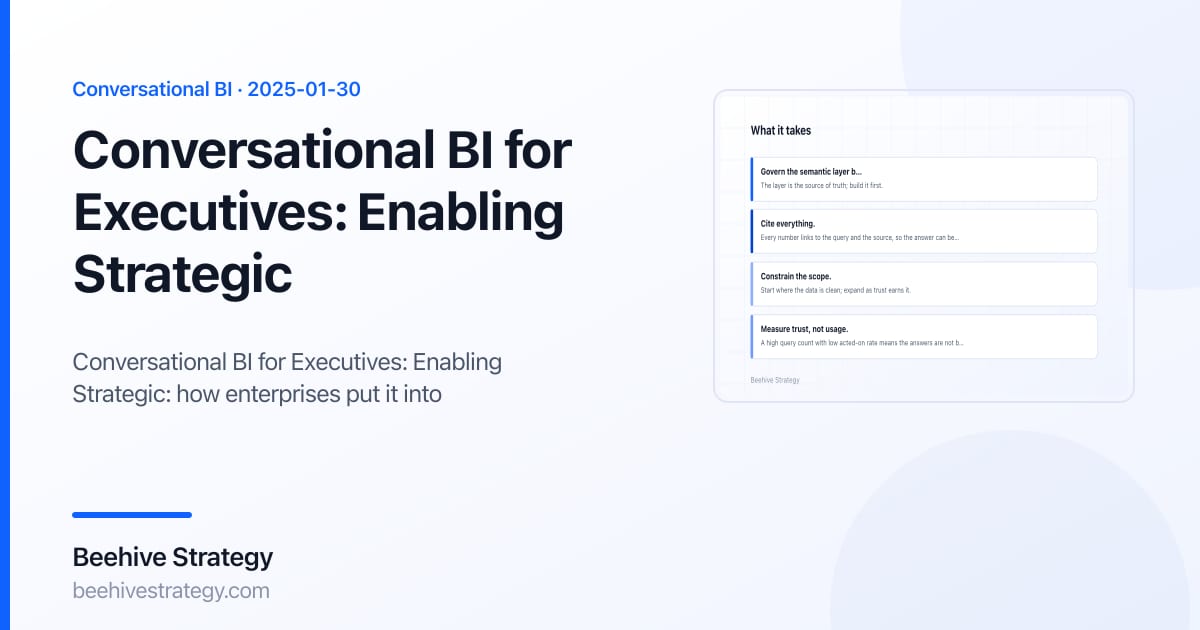 Conversational BI · 2025-01-30
Conversational BI for
Executives: Enabling
Strategic
Conversational BI for Executives: Enabling
Strategic: how enterprises put it into
Beehive Strategy
beehivestrategy.com
What it takes
Govern the semantic layer b...
The layer is the source of truth; build it first.
Cite everything.
Every number links to the query and the source, so the answer can be...
Constrain the scope.
Start where the data is clean; expand as trust earns it.
Measure trust, not usage.
A high query count with low acted-on rate means the answers are not b...
Beehive Strategy